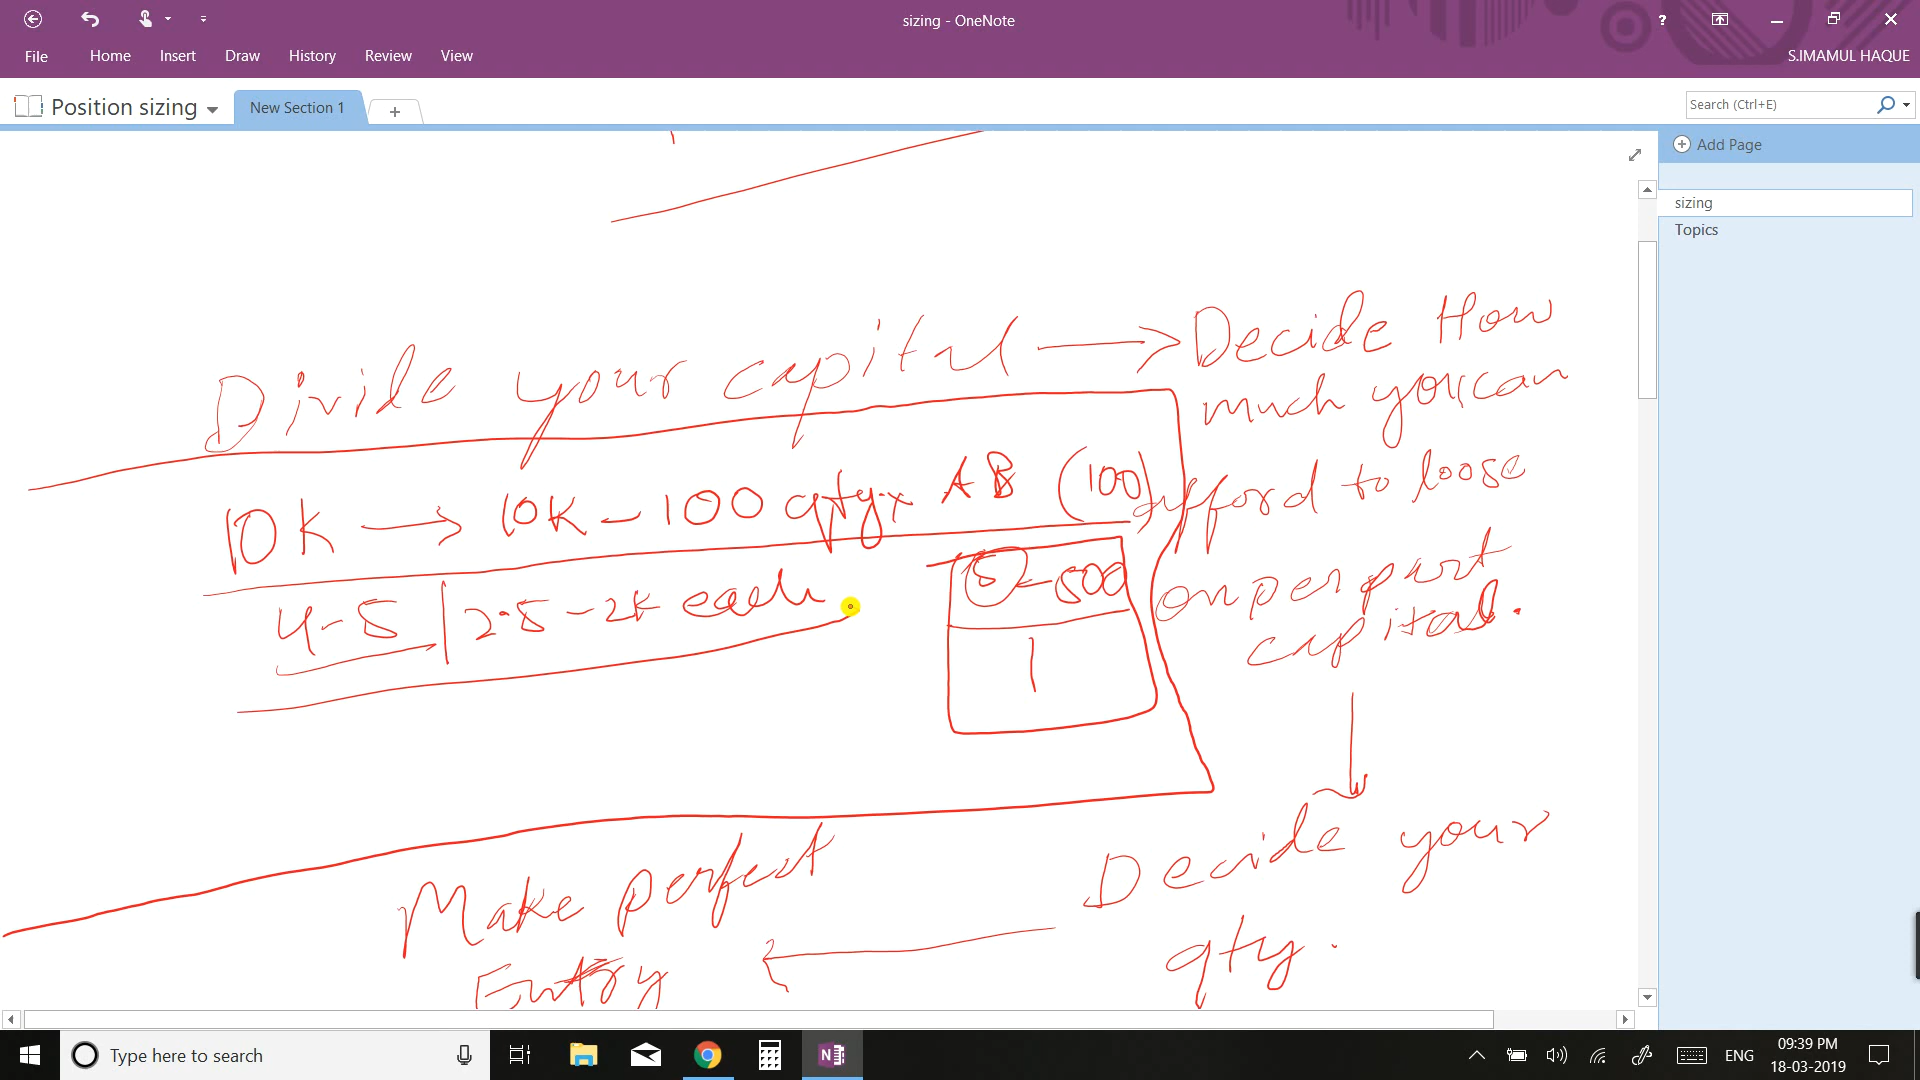 sizing - OneNote
?
File Home Insert Draw History Review View
S.IMAMUL HAQUE
Position sizing New Section 1 +
Search (Ctrl+E)
Add Page
sizing
Topics
Divide your capital → Decide How
much you can
afford to loose
on per part
capital.
10K → 10K - 100 qty x AB (100)
4-5 | 2.5 - 2K each
5 - 500
1
Decide your
qty.
Make perfect
Entry
Type here to search
ENG
09:39 PM
18-03-2019